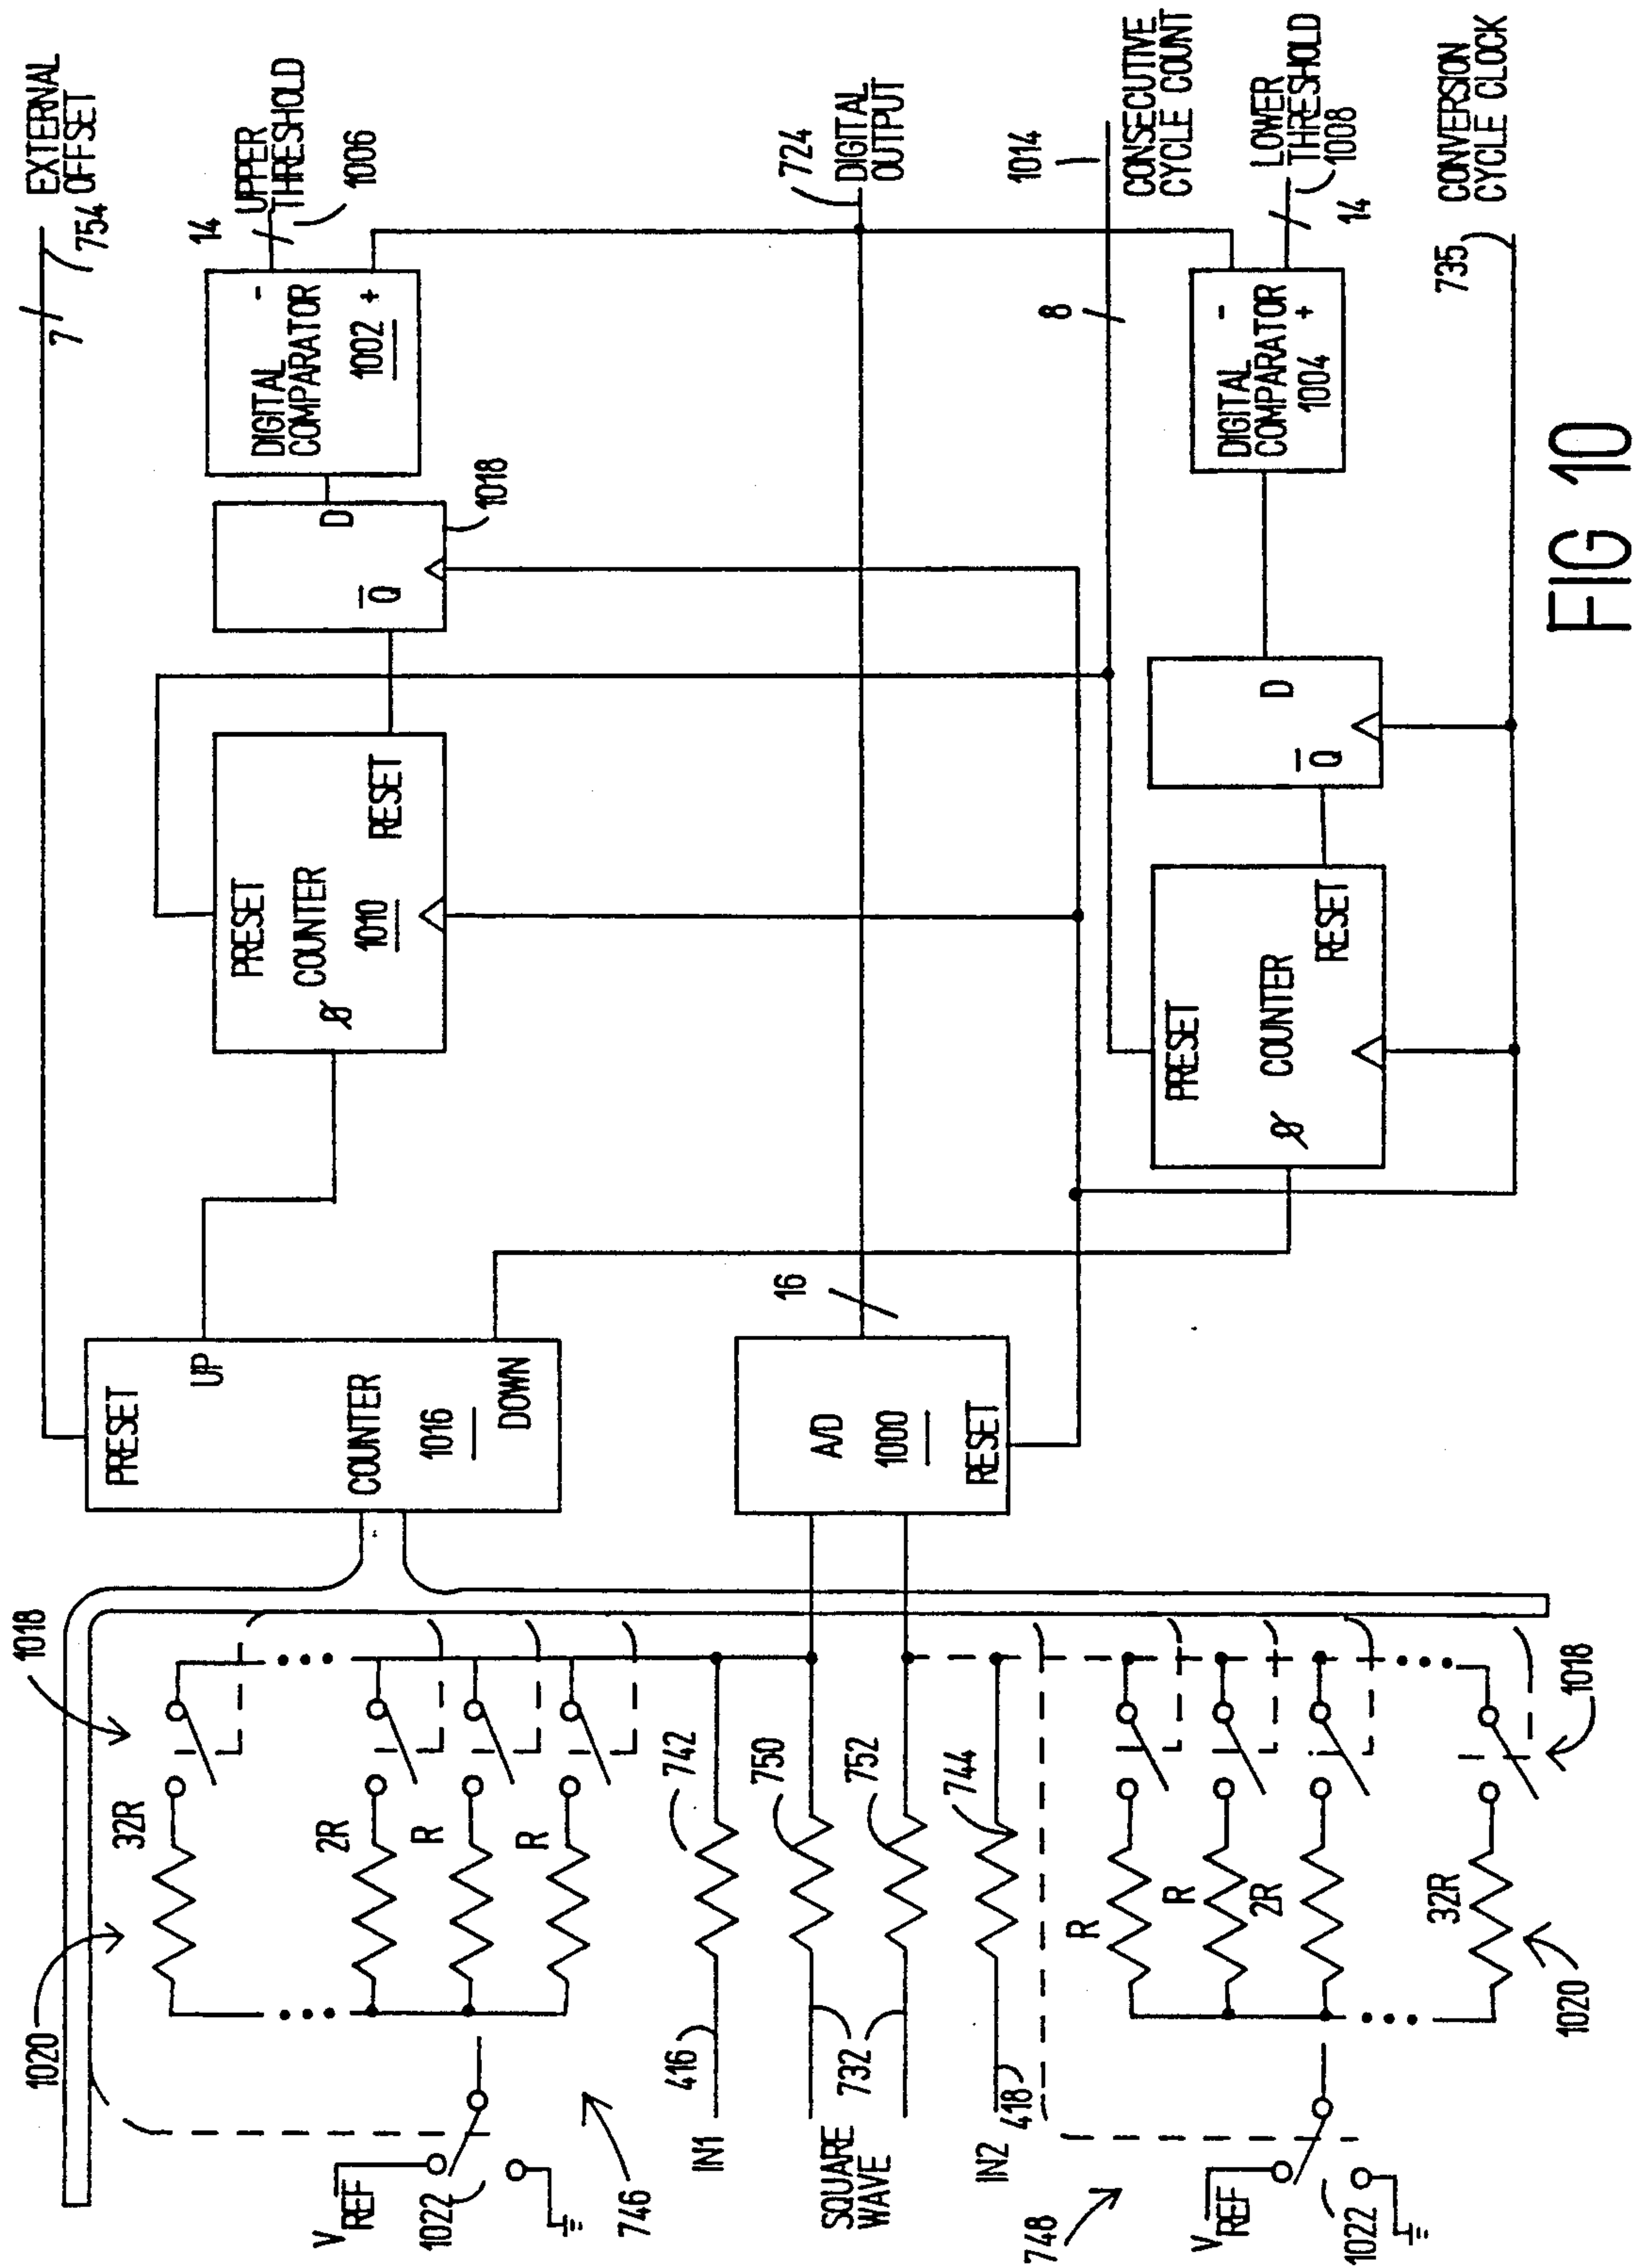 1020
1018
EXTERNAL
OFFSET
7
754
32R
PRESET
UP
COUNTER
1016
DOWN
2R
R
R
V REF
1022
746
PRESET
COUNTER
1010
RESET
Ø
D
Q
1018
DIGITAL
COMPARATOR
1002
-
+
14
UPPER
THRESHOLD
1006
IN1
416
742
SQUARE
WAVE
732
750
752
A/D
1000
RESET
16
724
DIGITAL
OUTPUT
IN2
418
744
1014
8
CONSECUTIVE
CYCLE COUNT
748
V REF
1022
R
R
2R
32R
1020
1018
PRESET
COUNTER
RESET
Ø
D
Q
DIGITAL
COMPARATOR
1004
-
+
LOWER
THRESHOLD
1008
14
735
CONVERSION
CYCLE CLOCK
FIG 10